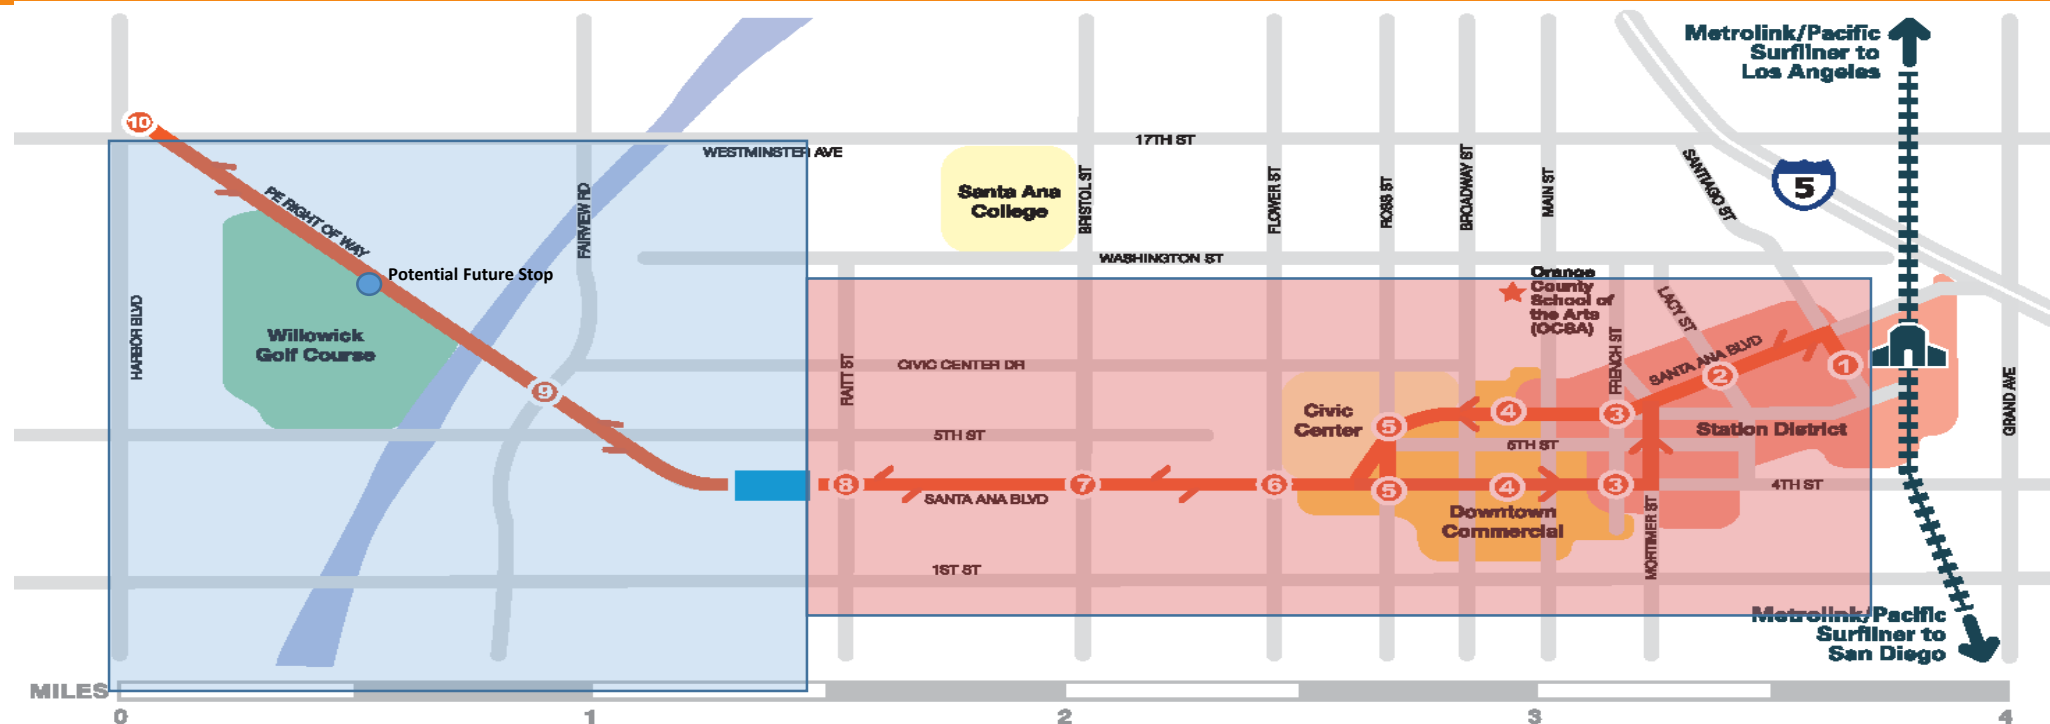 Metrolink/Pacific
Surfliner to
Los Angeles
10
17TH ST
WESTMINSTER AVE
5
Santa Ana
College
PE RIGHT OF WAY
FAIRVIEW RD
BRISTOL ST
FLOWER ST
ROSS ST
BROADWAY ST
MAIN ST
SANTIAGO ST
WASHINGTON ST
Potential Future Stop
Orange
County
School of
the Arts
(OCSA)
HARBOR BLVD
Willowick
Golf Course
RAITT ST
CIVIC CENTER DR
FRENCH ST
LACY ST
SANTA ANA BLVD
1
2
9
Civic
Center
5
4
3
GRAND AVE
5TH ST
5TH ST
Station District
8
7
6
5
4
3
SANTA ANA BLVD
4TH ST
Downtown
Commercial
MORTIMER ST
1ST ST
Metrolink/Pacific
Surfliner to
San Diego
MILES
0
1
2
3
4